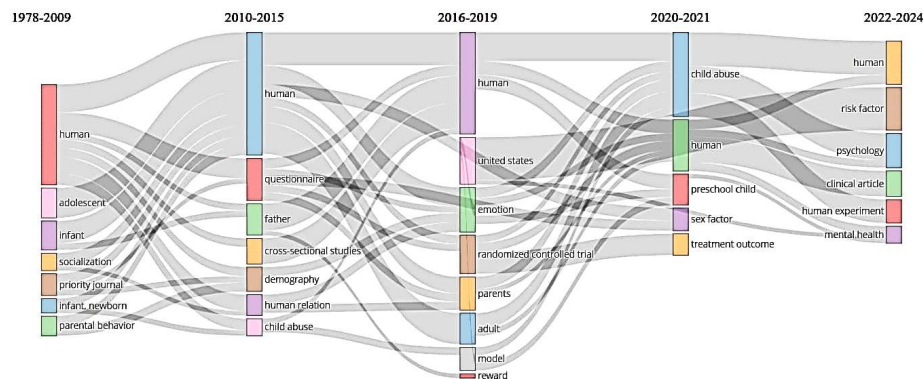 1978-2009
2010-2015
2016-2019
2020-2021
2022-2024
human
adolescent
infant
socialization
priority journal
infant, newborn
parental behavior
human
questionnaire
father
cross-sectional studies
demography
human relation
child abuse
human
united states
emotion
randomized controlled trial
parents
adult
model
reward
child abuse
human
preschool child
sex factor
treatment outcome
human
risk factor
psychology
clinical article
human experiment
mental health